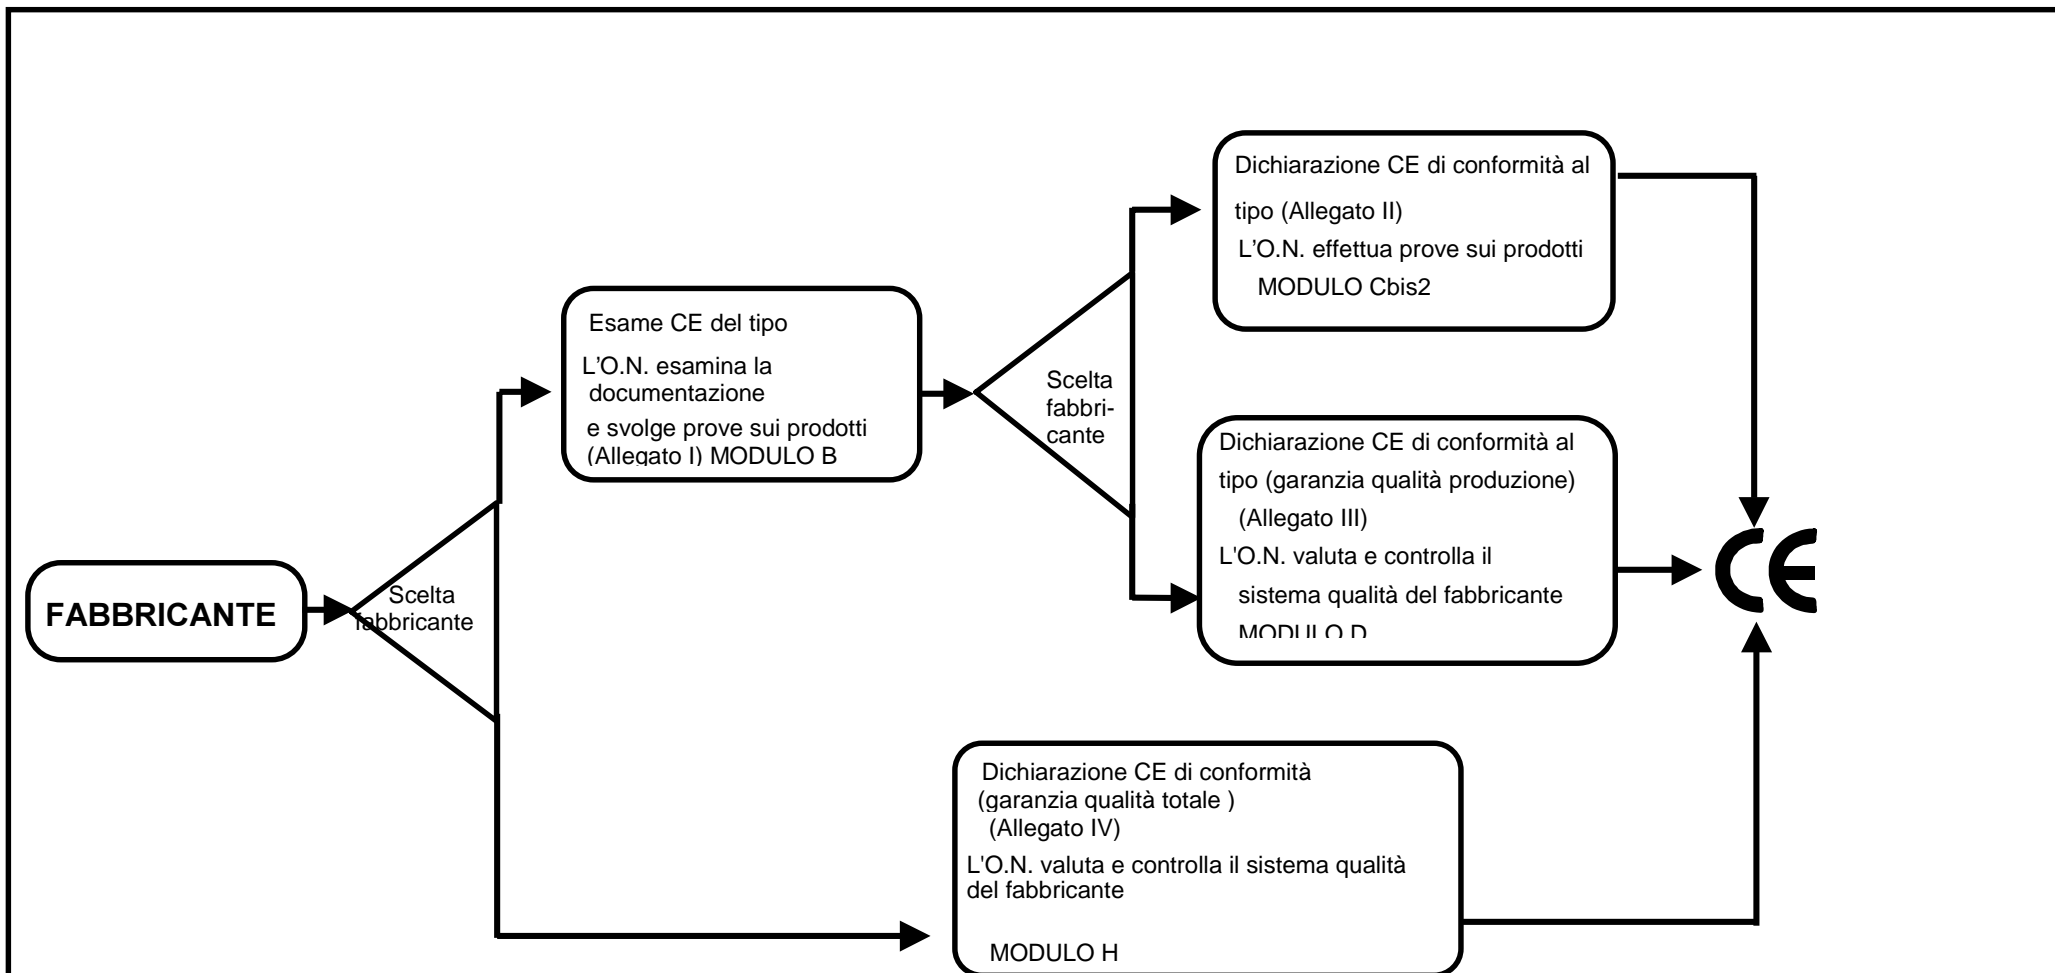 FABBRICANTE
Scelta
fabbricante
Esame CE del tipo
L'O.N. esamina la
documentazione
e svolge prove sui prodotti
(Allegato I) MODULO B
Scelta
fabbri-
cante
Dichiarazione CE di conformità al
tipo (Allegato II)
L'O.N. effettua prove sui prodotti
MODULO Cbis2
Dichiarazione CE di conformità al
tipo (garanzia qualità produzione)
(Allegato III)
L'O.N. valuta e controlla il
sistema qualità del fabbricante
MODULO D
Dichiarazione CE di conformità
(garanzia qualità totale )
(Allegato IV)
L'O.N. valuta e controlla il sistema qualità
del fabbricante
MODULO H
CE